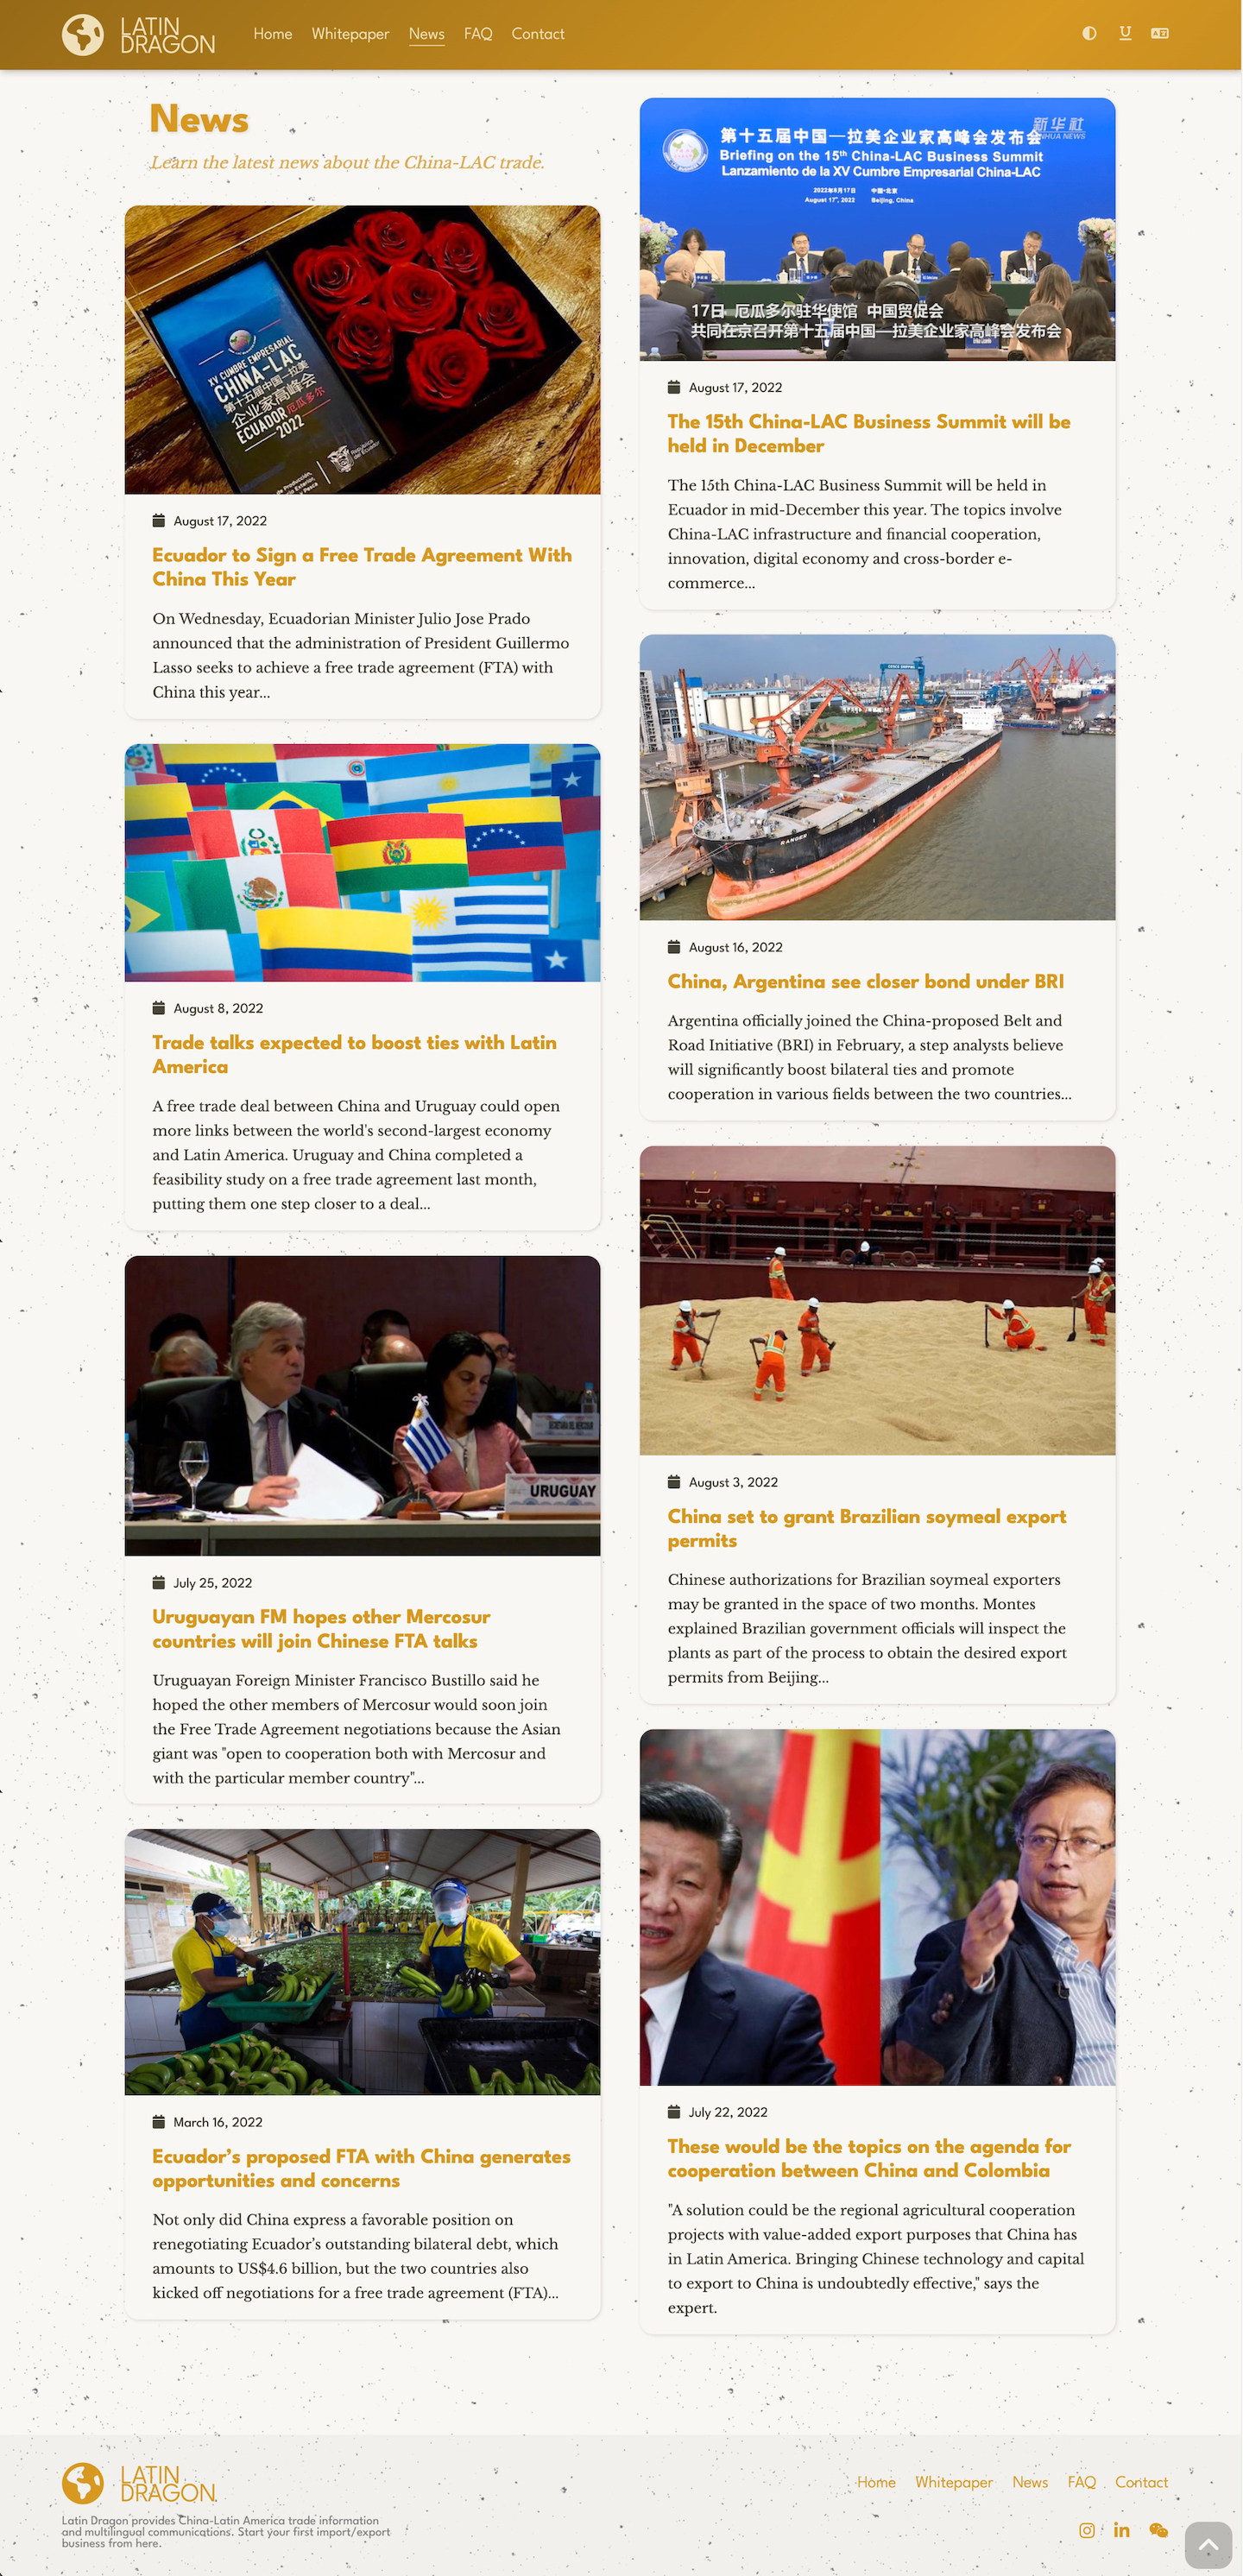 LATIN
DRAGON
Home Whitepaper News FAQ Contact
News
Learn the latest news about the China-LAC trade.
XV CUMBRE EMPRESARIAL
CHINA-LAC
第十五届中国—拉美
企业家高峰会
ECUADOR 厄瓜多尔
2022
August 17, 2022
Ecuador to Sign a Free Trade Agreement With
China This Year
On Wednesday, Ecuadorian Minister Julio Jose Prado
announced that the administration of President Guillermo
Lasso seeks to achieve a free trade agreement (FTA) with
China this year...
August 8, 2022
Trade talks expected to boost ties with Latin
America
A free trade deal between China and Uruguay could open
more links between the world's second-largest economy
and Latin America. Uruguay and China completed a
feasibility study on a free trade agreement last month,
putting them one step closer to a deal...
URUGUAY
July 25, 2022
Uruguayan FM hopes other Mercosur
countries will join Chinese FTA talks
Uruguayan Foreign Minister Francisco Bustillo said he
hoped the other members of Mercosur would soon join
the Free Trade Agreement negotiations because the Asian
giant was "open to cooperation both with Mercosur and
with the particular member country"...
March 16, 2022
Ecuador’s proposed FTA with China generates
opportunities and concerns
Not only did China express a favorable position on
renegotiating Ecuador’s outstanding bilateral debt, which
amounts to US$4.6 billion, but the two countries also
kicked off negotiations for a free trade agreement (FTA)...
新华社
第十五届中国—拉美企业家高峰会发布会
Briefing on the 15th China-LAC Business Summit
Lanzamiento de la XV Cumbre Empresarial China-LAC
2022年8月17日 中国•北京
August 17th, 2022 Beijing, China
17日 厄瓜多尔驻华使馆 中国贸促会
共同在京召开第十五届中国—拉美企业家高峰会发布会
August 17, 2022
The 15th China-LAC Business Summit will be
held in December
The 15th China-LAC Business Summit will be held in
Ecuador in mid-December this year. The topics involve
China-LAC infrastructure and financial cooperation,
innovation, digital economy and cross-border e-
commerce...
August 16, 2022
China, Argentina see closer bond under BRI
Argentina officially joined the China-proposed Belt and
Road Initiative (BRI) in February, a step analysts believe
will significantly boost bilateral ties and promote
cooperation in various fields between the two countries...
August 3, 2022
China set to grant Brazilian soymeal export
permits
Chinese authorizations for Brazilian soymeal exporters
may be granted in the space of two months. Montes
explained Brazilian government officials will inspect the
plants as part of the process to obtain the desired export
permits from Beijing...
July 22, 2022
These would be the topics on the agenda for
cooperation between China and Colombia
"A solution could be the regional agricultural cooperation
projects with value-added export purposes that China has
in Latin America. Bringing Chinese technology and capital
to export to China is undoubtedly effective," says the
expert.
LATIN
DRAGON
Latin Dragon provides China-Latin America trade information
and multilingual communications. Start your first import/export
business from here.
Home Whitepaper News FAQ Contact